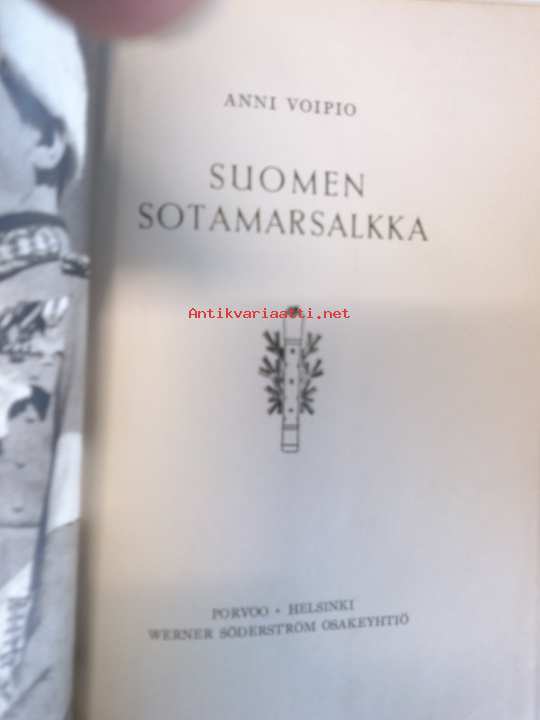 ANNI VOIPIO
SUOMEN
SOTAMARSALKKA
Antikvariaatti.net
PORVOO • HELSINKI
WERNER SÖDERSTRÖM OSAKEYHTIÖ